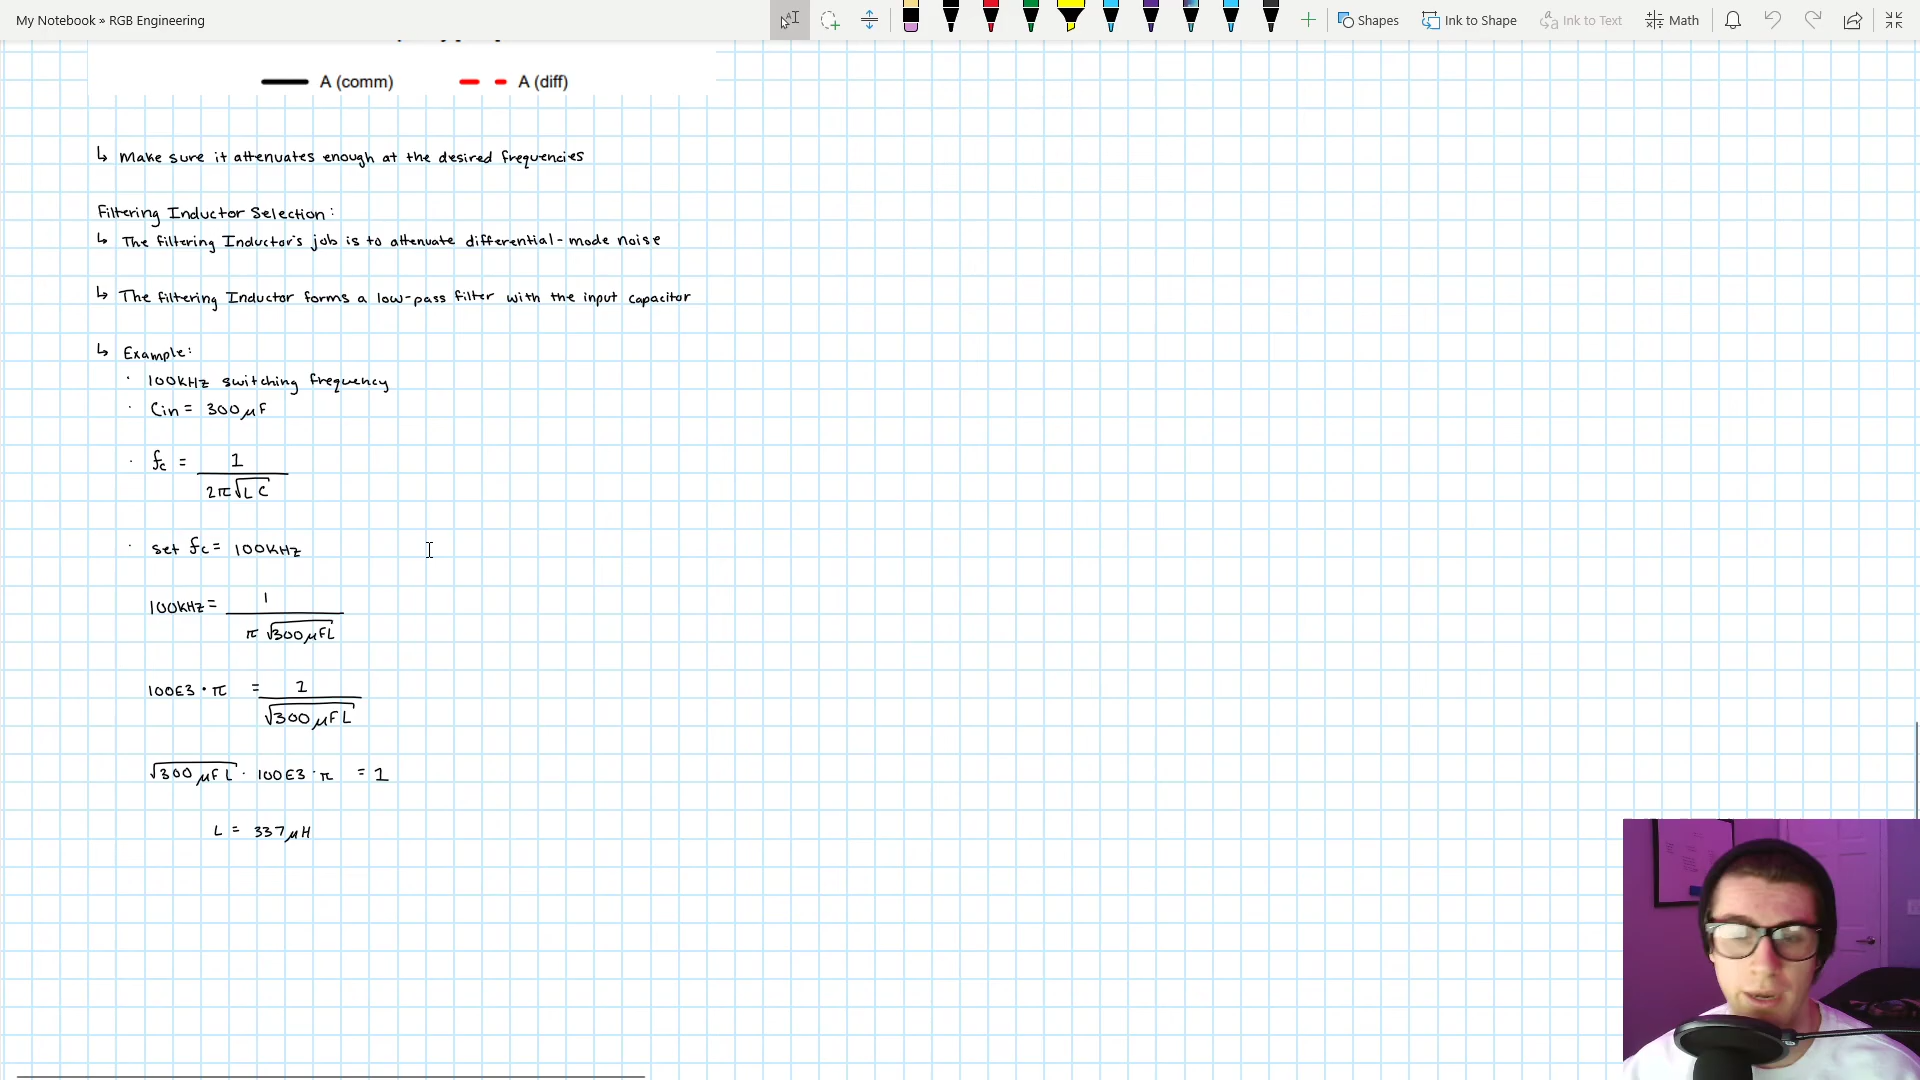 My Notebook » RGB Engineering
Shapes
Ink to Shape
Ink to Text
Math
A (comm)
A (diff)
↳ Make sure it attenuates enough at the desired frequencies
Filtering Inductor Selection:
↳ The filtering Inductor's job is to attenuate differential-mode noise
↳ The filtering Inductor forms a low-pass filter with the input capacitor
↳ Example:
· 100KHz switching frequency
· Cin = 300μF
· fc = 1 / 2π√LC
· set fc = 100KHz
100KHz = 1 / π √300μFL
100E3 · π = 1 / √300μFL
√300μFL · 100E3 · π = 1
L = 337μH